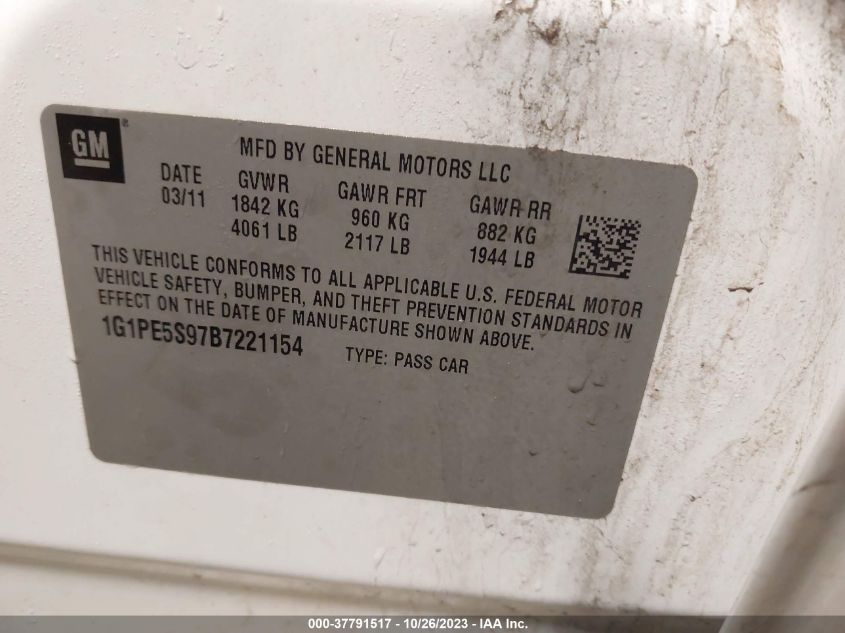 GM®
MFD BY GENERAL MOTORS LLC
DATE GVWR GAWR FRT GAWR RR
03/11 1842 KG 960 KG 882 KG
4061 LB 2117 LB 1944 LB
THIS VEHICLE CONFORMS TO ALL APPLICABLE U.S. FEDERAL MOTOR
VEHICLE SAFETY, BUMPER, AND THEFT PREVENTION STANDARDS IN
EFFECT ON THE DATE OF MANUFACTURE SHOWN ABOVE.
1G1PE5S97B7221154 TYPE: PASS CAR
000-37791517 - 10/26/2023 - IAA Inc.